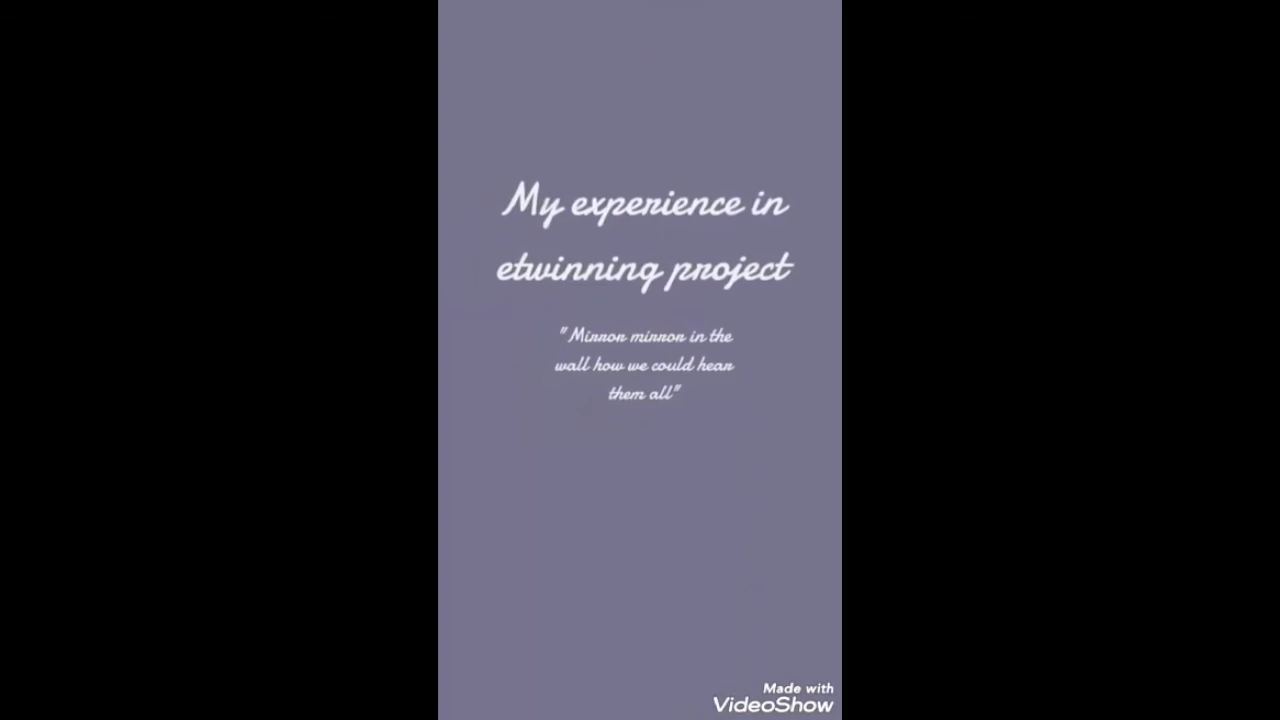 My experience in
etwinning project
"Mirror mirror in the
wall how we could hear
them all"
Made with
VideoShow